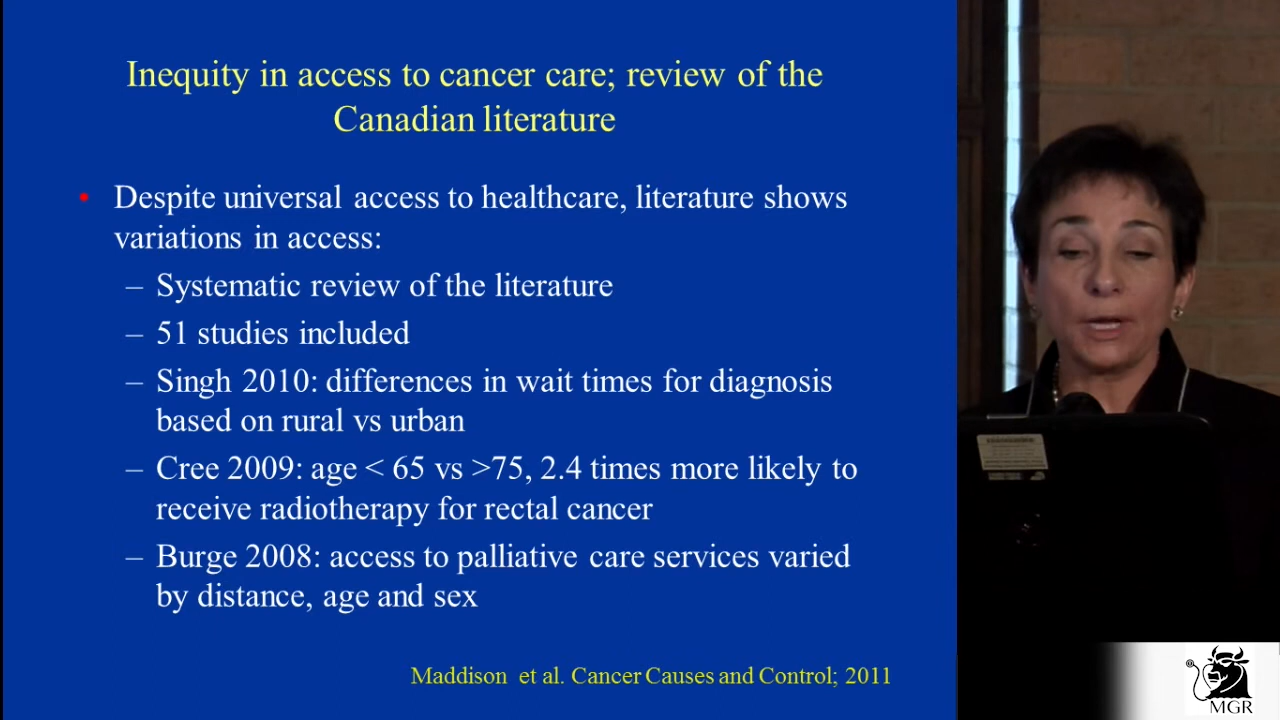 Inequity in access to cancer care; review of the
Canadian literature
• Despite universal access to healthcare, literature shows
variations in access:
– Systematic review of the literature
– 51 studies included
– Singh 2010: differences in wait times for diagnosis
based on rural vs urban
– Cree 2009: age < 65 vs >75, 2.4 times more likely to
receive radiotherapy for rectal cancer
– Burge 2008: access to palliative care services varied
by distance, age and sex
Maddison et al. Cancer Causes and Control; 2011
MGR